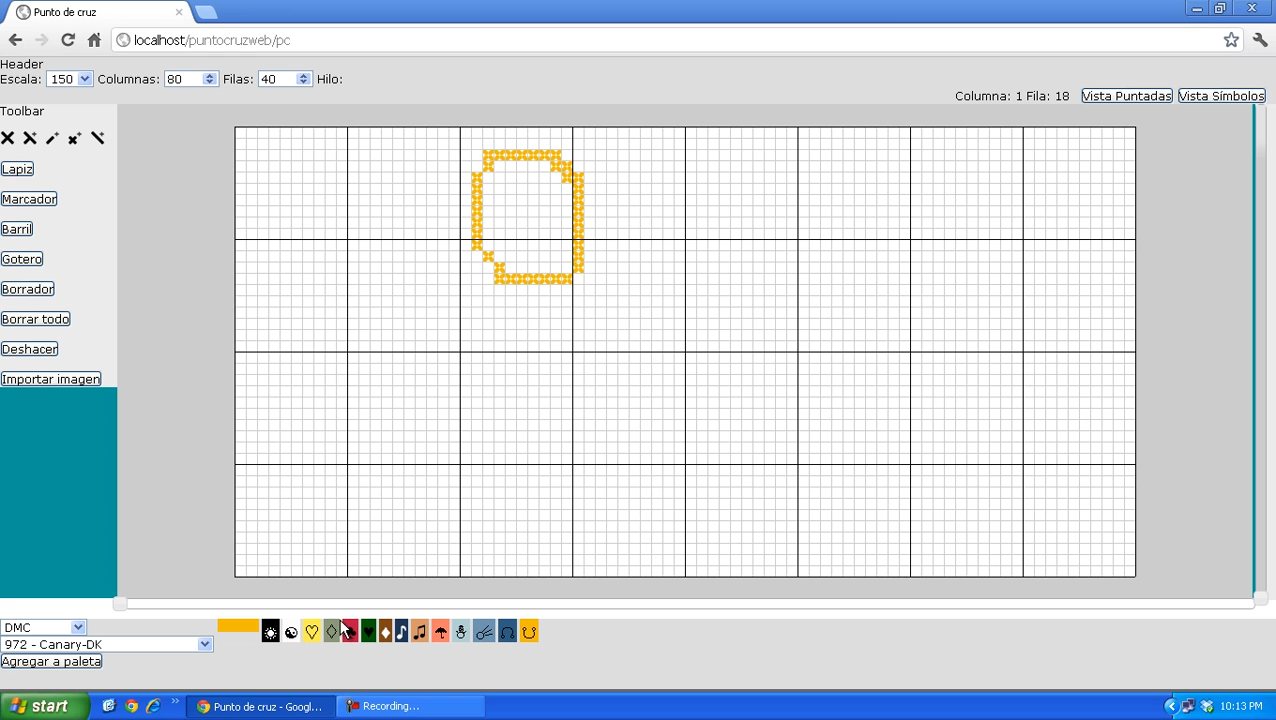 Punto de cruz
localhost/puntocruzweb/pc
Header
Escala: 150 Columnas: 80 Filas: 40 Hilo:
Columna: 1 Fila: 18 Vista Puntadas Vista Símbolos
Toolbar
Lapiz
Marcador
Barril
Gotero
Borrador
Borrar todo
Deshacer
Importar imagen
DMC
972 - Canary-DK
Agregar a paleta
start
Punto de cruz - Googl...
Recording...
10:13 PM